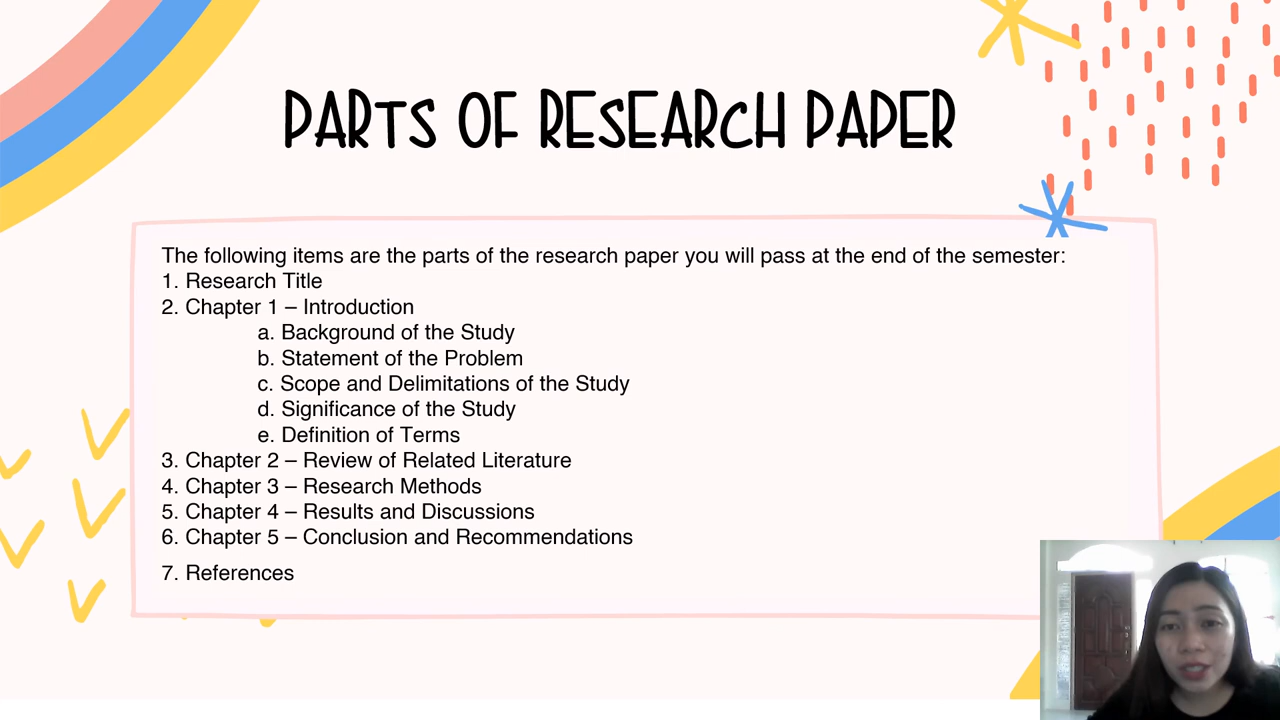 PARTS OF RESEARCH PAPER
The following items are the parts of the research paper you will pass at the end of the semester:
1. Research Title
2. Chapter 1 – Introduction
a. Background of the Study
b. Statement of the Problem
c. Scope and Delimitations of the Study
d. Significance of the Study
e. Definition of Terms
3. Chapter 2 – Review of Related Literature
4. Chapter 3 – Research Methods
5. Chapter 4 – Results and Discussions
6. Chapter 5 – Conclusion and Recommendations
7. References